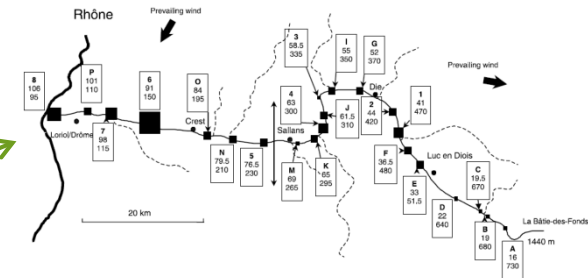 Rhône
Prevailing wind
Prevailing wind
8
106
95
P
101
110
7
98
115
6
91
150
O
84
195
N
79.5
210
5
76.5
230
M
69
265
K
65
295
4
63
300
3
58.5
335
J
61.5
310
I
55
350
G
52
370
2
44
420
1
41
470
F
36.5
480
E
33
51.5
D
22
640
C
19.5
670
B
19
680
A
16
730
Loriol/Drôme
Crest
Sallans
Die
Luc en Diois
La Bâtie-des-Fonds
1440 m
20 km